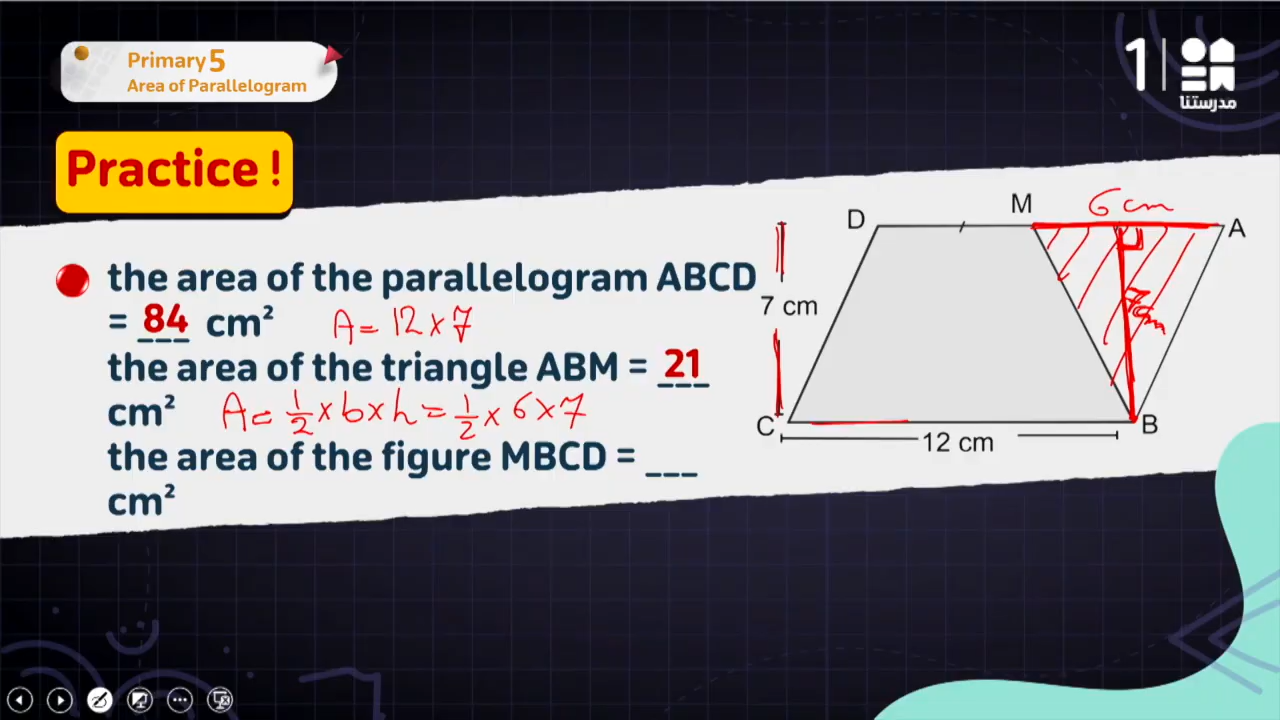 Primary 5
Area of Parallelogram
1
مدرستنا
Practice !
the area of the parallelogram ABCD
= 84 cm²
A = 12 x 7
the area of the triangle ABM = 21
cm²
A = 1/2 x b x h = 1/2 x 6 x 7
the area of the figure MBCD = ___
cm²
D
M
6 cm
A
7 cm
7cm
C
B
12 cm